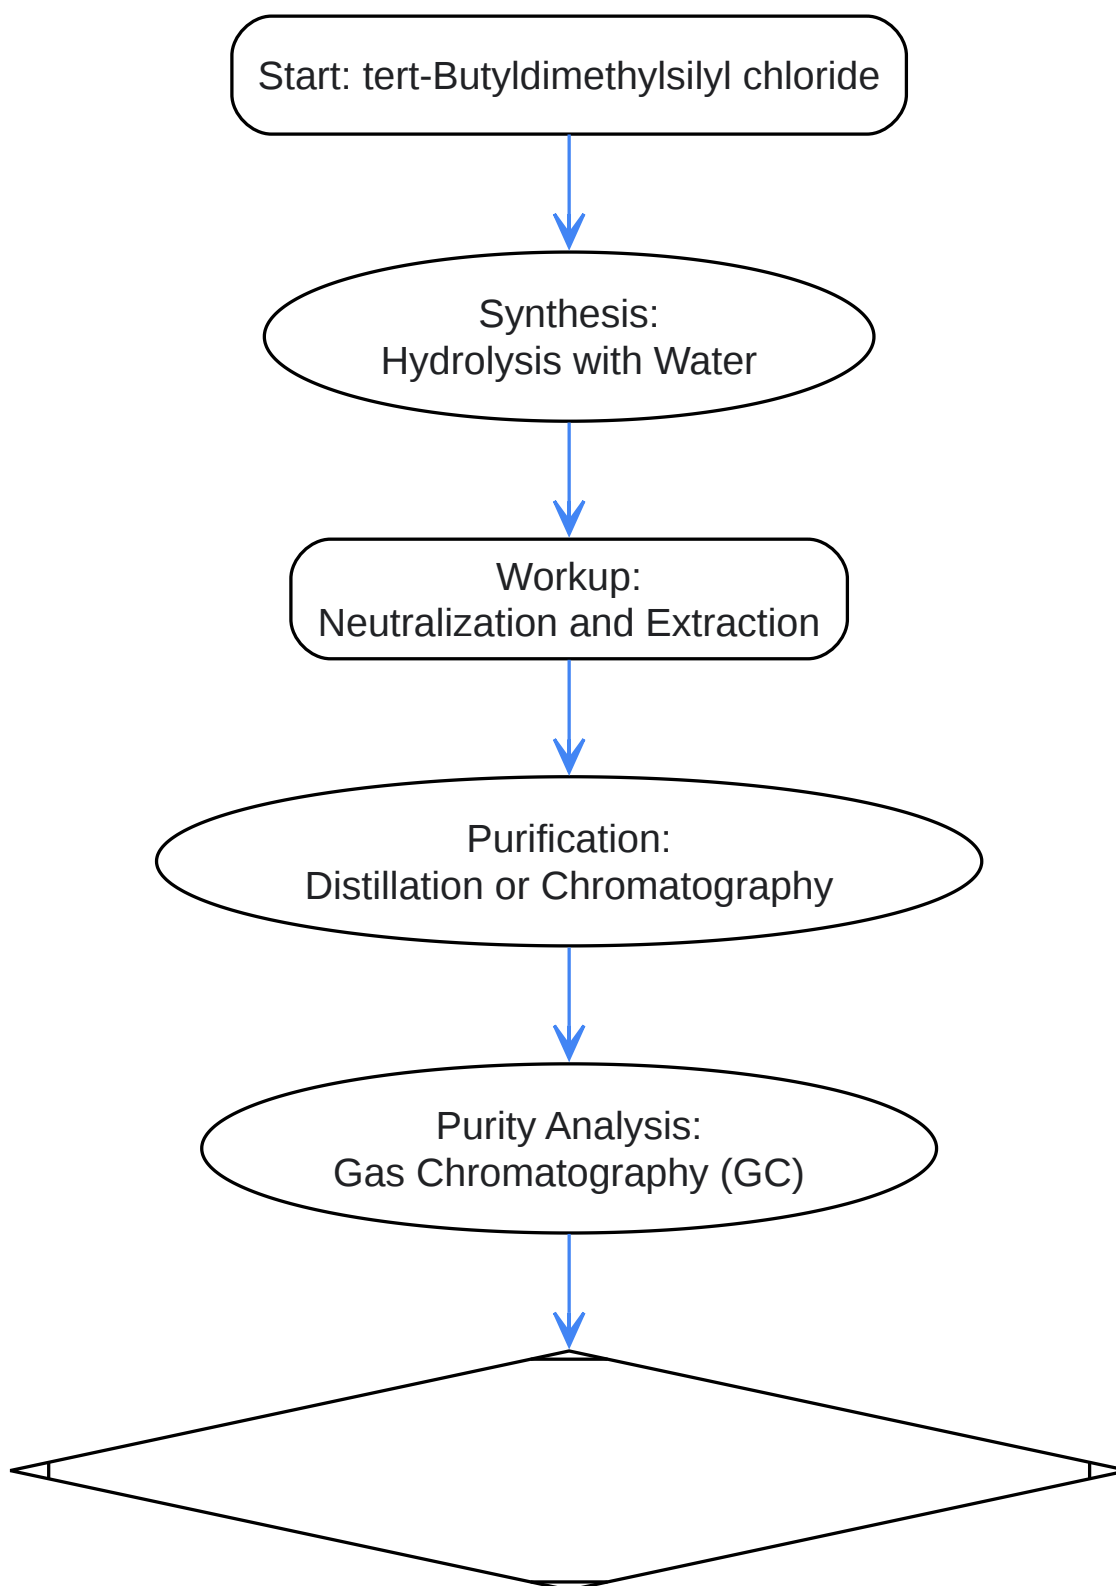 Start: tert-Butyldimethylsilyl chloride
Synthesis:
Hydrolysis with Water
Workup:
Neutralization and Extraction
Purification:
Distillation or Chromatography
Purity Analysis:
Gas Chromatography (GC)